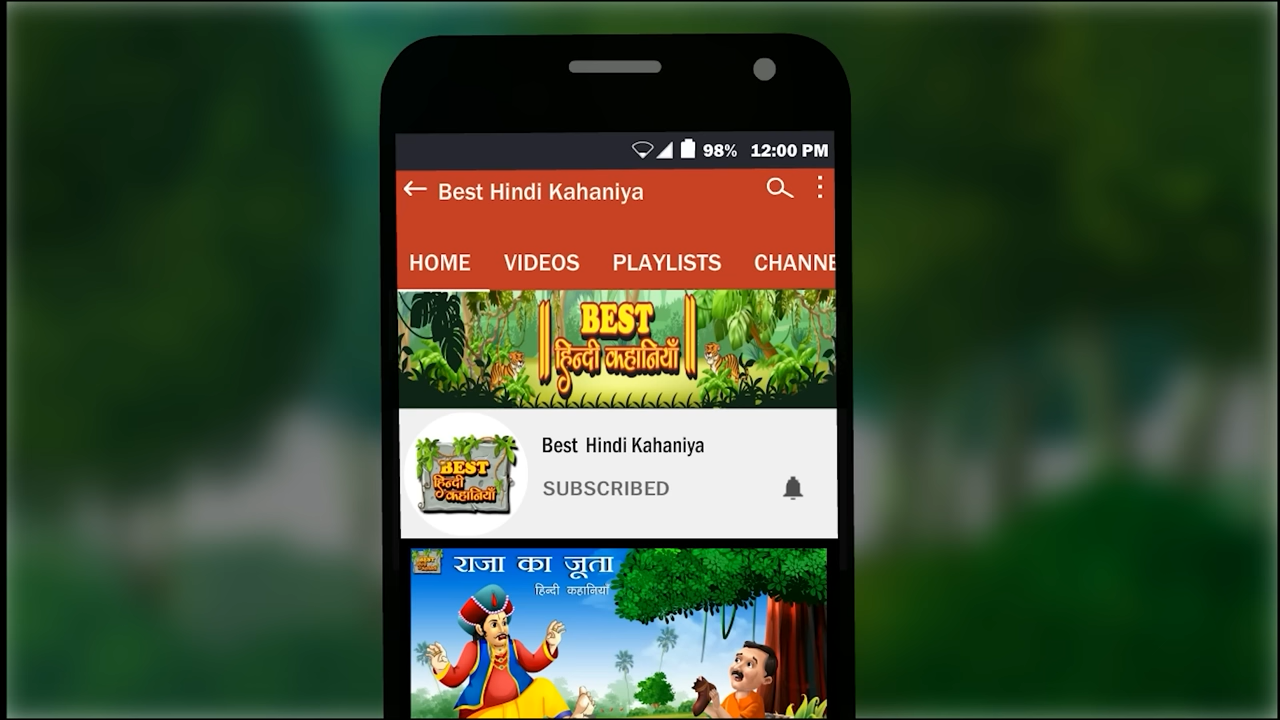 98% 12:00 PM
Best Hindi Kahaniya
HOME VIDEOS PLAYLISTS CHANNE
BEST
हिन्दी कहानियाँ
Best Hindi Kahaniya
BEST
हिन्दी
कहानियाँ
SUBSCRIBED
राजा का जूता
हिन्दी कहानियाँ